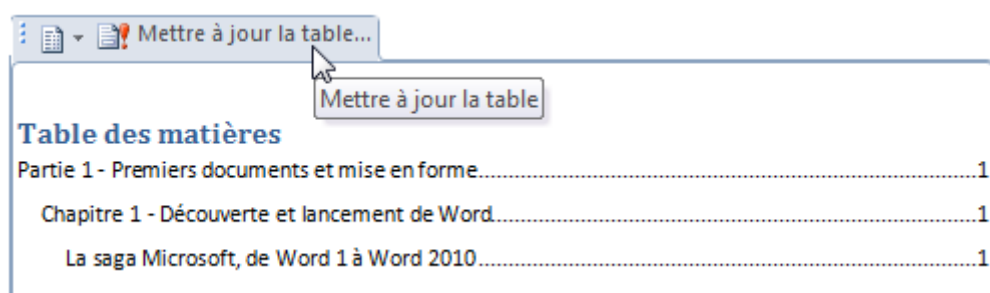 Mettre à jour la table...
Mettre à jour la table
Table des matières
Partie 1 - Premiers documents et mise en forme....................................................................................1
Chapitre 1 - Découverte et lancement de Word................................................................................1
La saga Microsoft, de Word 1 à Word 2010...................................................................................1